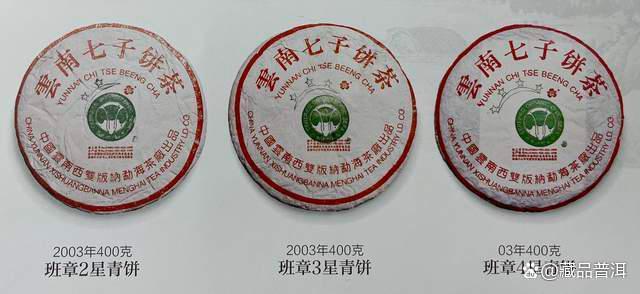 雲南七子餅茶
YUNNAN CHI TSE BEENG CHA
中國雲南西雙版納勐海茶廠出品
CHINA YUNNAN XISHUANGBANNA MENGHAI TEA INDUSTRY LD CO.
雲南七子餅茶
YUNNAN CHI TSE BEENG CHA
中國雲南西雙版納勐海茶廠出品
CHINA YUNNAN XISHUANGBANNA MENGHAI TEA INDUSTRY LD CO.
雲南七子餅茶
YUNNAN CHI TSE BEENG CHA
中國雲南西雙版納勐海茶廠出品
CHINA YUNNAN XISHUANGBANNA MENGHAI TEA INDUSTRY LD CO.
2003年400克
班章2星青饼
2003年400克
班章3星青饼
03年400克
班章4星青饼
@藏品普洱